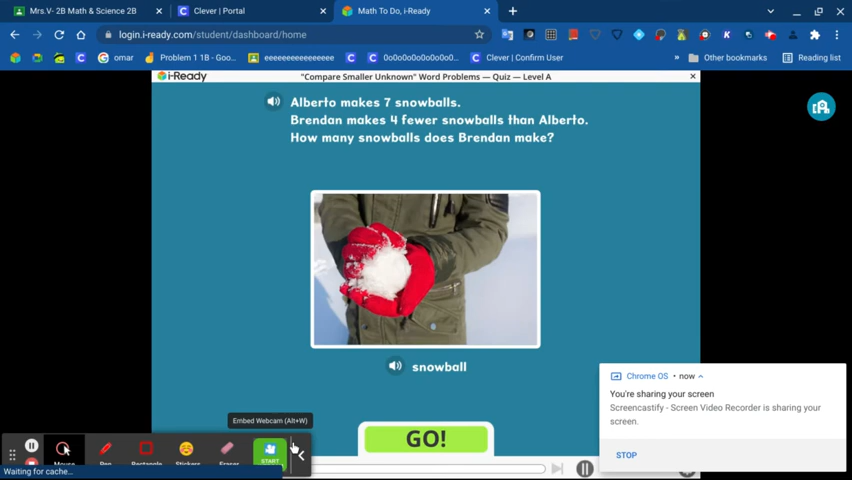 Mrs.V- 2B Math & Science 2B
Clever | Portal
Math To Do, i-Ready
login.i-ready.com/student/dashboard/home
omar
Problem 1 1B - Goo...
eeeeeeeeeeeeeeee
0o0o0o0o0o0o0...
Clever | Confirm User
Other bookmarks
Reading list
i-Ready
"Compare Smaller Unknown" Word Problems — Quiz — Level A
Alberto makes 7 snowballs.
Brendan makes 4 fewer snowballs than Alberto.
How many snowballs does Brendan make?
snowball
Chrome OS • now
You're sharing your screen
Screencastify - Screen Video Recorder is sharing your
screen.
STOP
Embed Webcam (Alt+W)
GO!
Mouse
Pen
Rectangle
Stickers
Eraser
START
Waiting for cache...